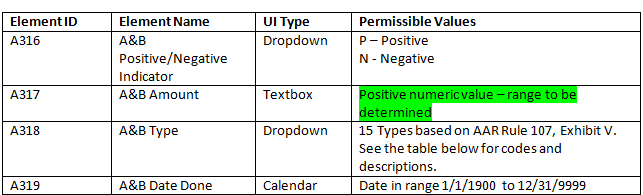 Element ID Element Name UI Type Permissible Values
A316 A&B Dropdown P – Positive
Positive/Negative N - Negative
Indicator
A317 A&B Amount Textbox Positive numeric value – range to be
determined
A318 A&B Type Dropdown 15 Types based on AAR Rule 107, Exhibit V.
See the table below for codes and
descriptions.
A319 A&B Date Done Calendar Date in range 1/1/1900 to 12/31/9999